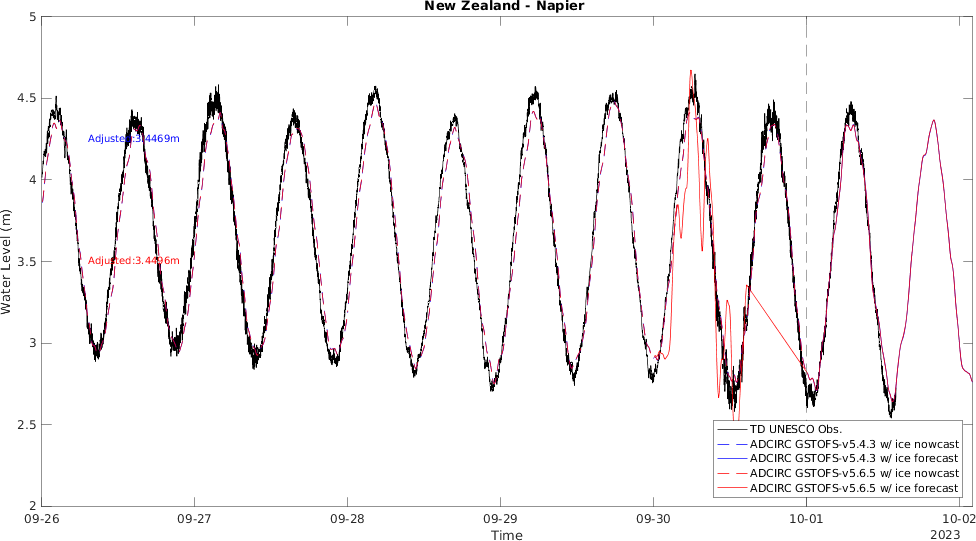 New Zealand - Napier
5
4.5
4
3.5
3
2.5
2
Water Level (m)
Adjusted:3.4469m
Adjusted:3.4496m
TD UNESCO Obs.
ADCIRC GSTOFS-v5.4.3 w/ ice nowcast
ADCIRC GSTOFS-v5.4.3 w/ ice forecast
ADCIRC GSTOFS-v5.6.5 w/ ice nowcast
ADCIRC GSTOFS-v5.6.5 w/ ice forecast
09-26 09-27 09-28 09-29 09-30 10-01 10-02
Time
2023